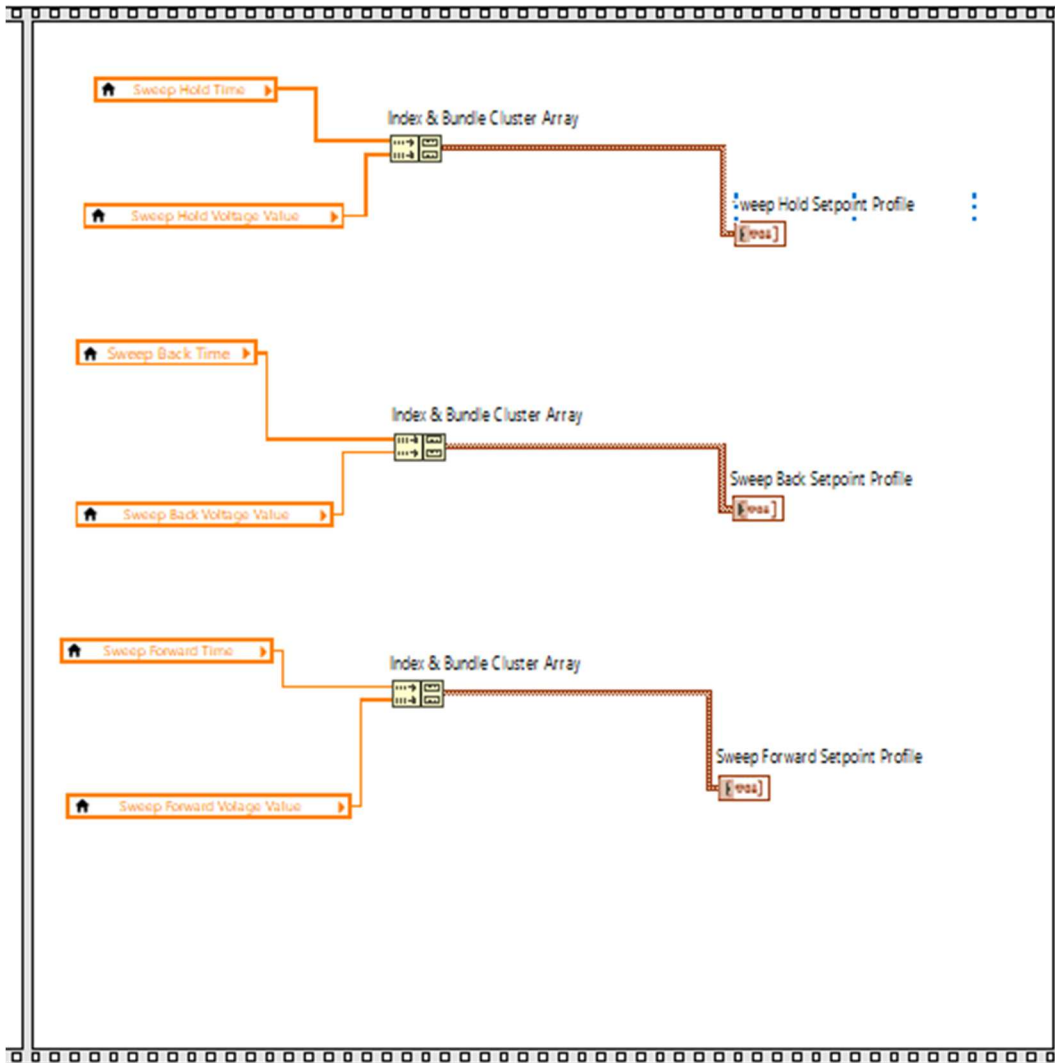 Sweep Hold Time
Index & Bundle Cluster Array
Sweep Hold Voltage Value
Sweep Hold Setpoint Profile
Sweep Back Time
Index & Bundle Cluster Array
Sweep Back Setpoint Profile
Sweep Back Voltage Value
Sweep Forward Time
Index & Bundle Cluster Array
Sweep Forward Setpoint Profile
Sweep Forward Volage Value